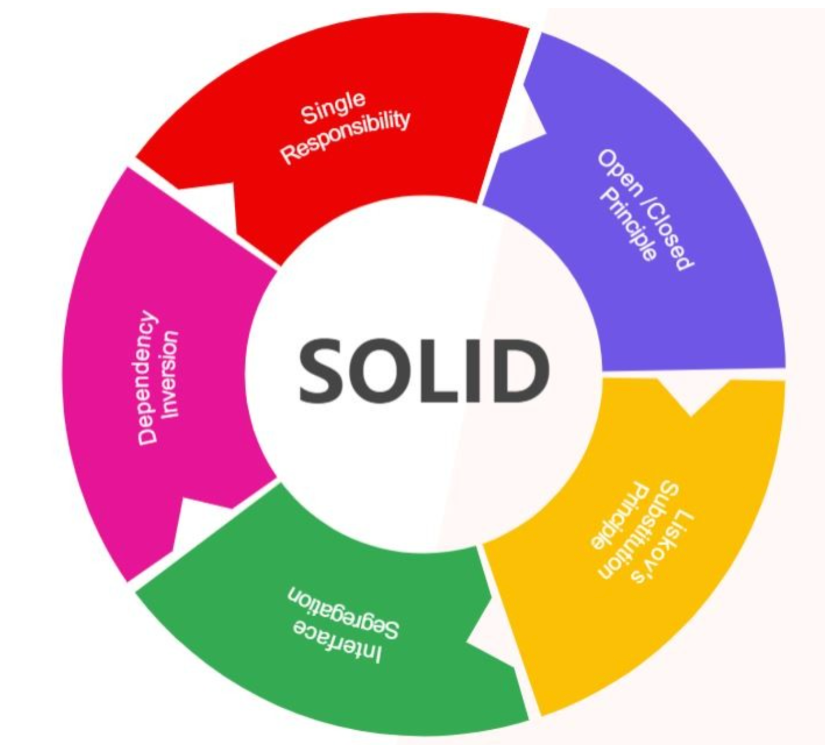 Single
Responsibility
Open /Closed
Principle
Liskov's
Substitution
Principle
Interface
Segregation
Dependency
Inversion
SOLID